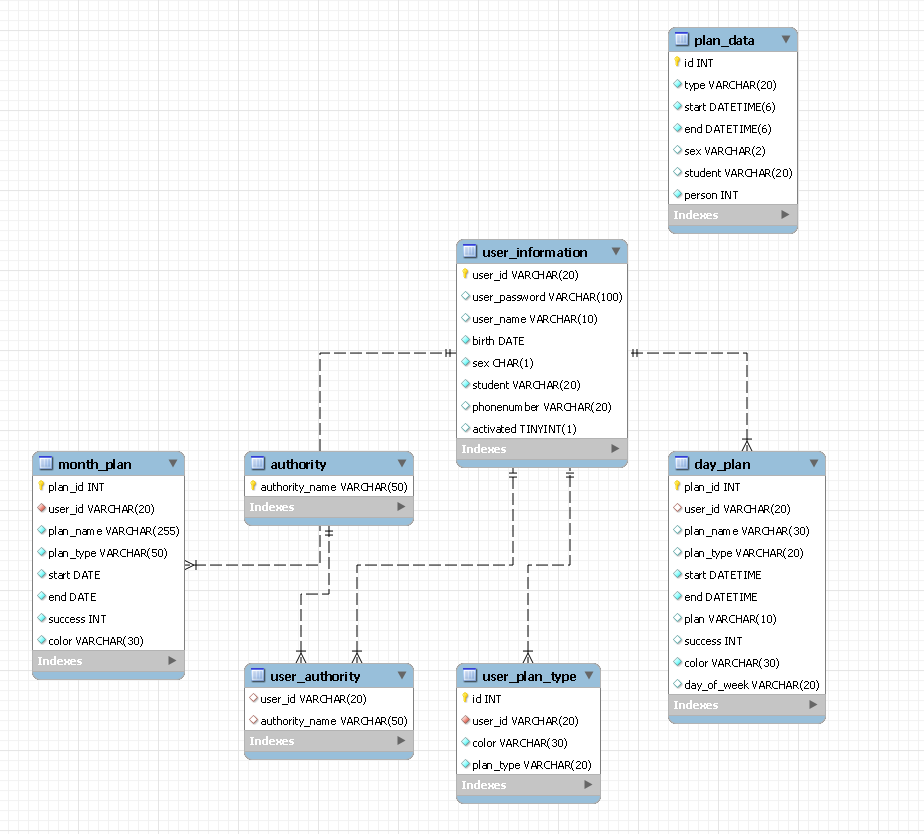 plan_data
id INT
type VARCHAR(20)
start DATETIME(6)
end DATETIME(6)
sex VARCHAR(2)
student VARCHAR(20)
person INT
Indexes
user_information
user_id VARCHAR(20)
user_password VARCHAR(100)
user_name VARCHAR(10)
birth DATE
sex CHAR(1)
student VARCHAR(20)
phonenumber VARCHAR(20)
activated TINYINT(1)
Indexes
month_plan
plan_id INT
user_id VARCHAR(20)
plan_name VARCHAR(255)
plan_type VARCHAR(50)
start DATE
end DATE
success INT
color VARCHAR(30)
Indexes
authority
authority_name VARCHAR(50)
Indexes
day_plan
plan_id INT
user_id VARCHAR(20)
plan_name VARCHAR(30)
plan_type VARCHAR(20)
start DATETIME
end DATETIME
plan VARCHAR(10)
success INT
color VARCHAR(30)
day_of_week VARCHAR(20)
Indexes
user_authority
user_id VARCHAR(20)
authority_name VARCHAR(50)
Indexes
user_plan_type
id INT
user_id VARCHAR(20)
color VARCHAR(30)
plan_type VARCHAR(20)
Indexes